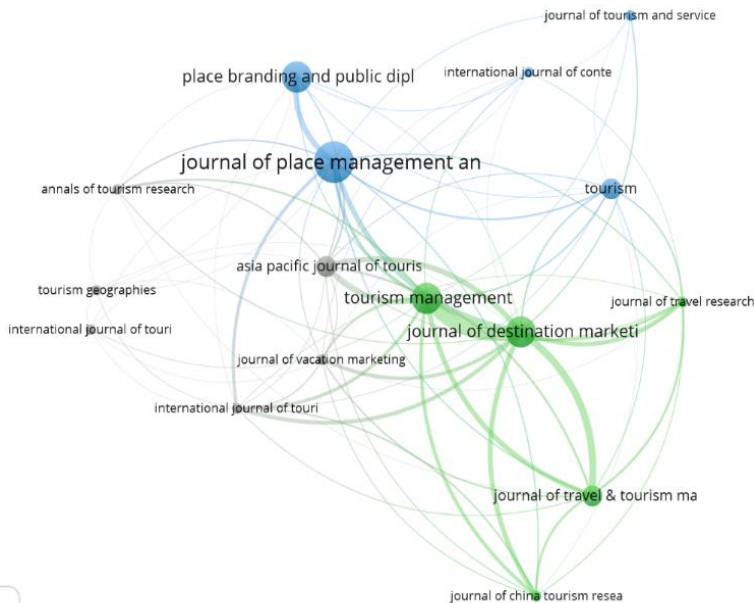 journal of tourism and service
international journal of conte
place branding and public dipl
journal of place management an
annals of tourism research
tourism
asia pacific journal of touris
tourism geographies
tourism management
journal of travel research
international journal of touri
journal of destination marketi
journal of vacation marketing
international journal of touri
journal of travel & tourism ma
journal of china tourism resea